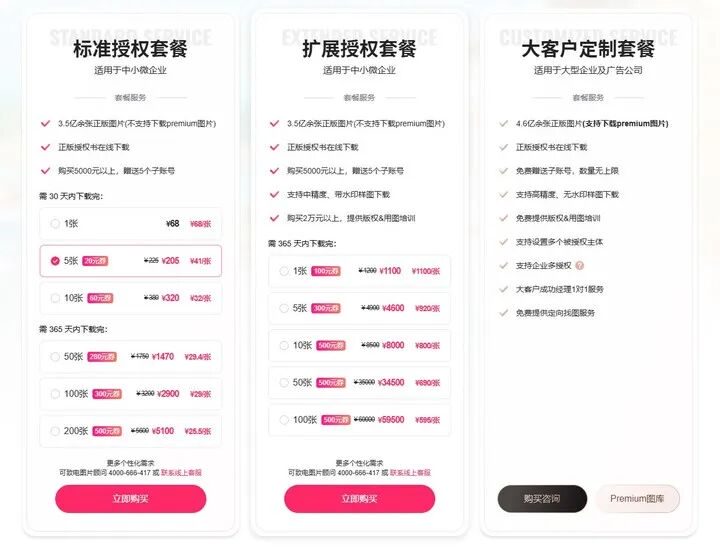 STANDARD SERVICE
标准授权套餐
适用于中小微企业
套餐服务
3.5亿余张正版图片(不支持下载premium图片)
正版授权书在线下载
购买5000元以上，赠送5个子账号
需 30 天内下载完:
1张 ¥68 ¥68/张
5张 20元券 ¥225 ¥205 ¥41/张
10张 60元券 ¥380 ¥320 ¥32/张
需 365 天内下载完:
50张 280元券 ¥1750 ¥1470 ¥29.4/张
100张 300元券 ¥3200 ¥2900 ¥29/张
200张 500元券 ¥5600 ¥5100 ¥25.5/张
更多个性化需求
可致电图片顾问 4000-666-417 或 联系线上客服
立即购买
EXTENDED SERVICE
扩展授权套餐
适用于中小微企业
套餐服务
3.5亿余张正版图片(不支持下载premium图片)
正版授权书在线下载
购买5000元以上，赠送5个子账号
支持中精度、带水印样图下载
购买2万元以上，提供版权&用图培训
需 365 天内下载完:
1张 100元券 ¥1200 ¥1100 ¥1100/张
5张 300元券 ¥4900 ¥4600 ¥920/张
10张 500元券 ¥8500 ¥8000 ¥800/张
50张 500元券 ¥35000 ¥34500 ¥690/张
100张 500元券 ¥60000 ¥59500 ¥595/张
更多个性化需求
可致电图片顾问 4000-666-417 或 联系线上客服
立即购买
CUSTOMIZED SERVICE
大客户定制套餐
适用于大型企业及广告公司
套餐服务
4.6亿余张正版图片(支持下载premium图片)
正版授权书在线下载
免费赠送子账号，数量无上限
支持高精度、无水印样图下载
免费提供版权&用图培训
支持设置多个被授权主体
支持企业多授权 ?
大客户成功经理1对1服务
免费提供定向找图服务
购买咨询
Premium图库